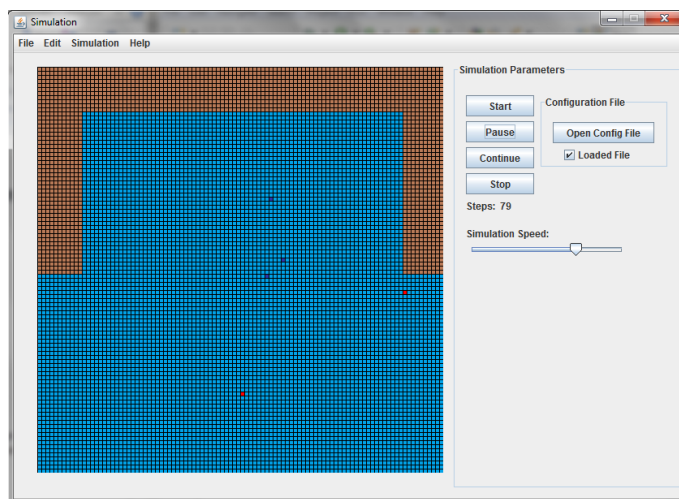 Simulation
File Edit Simulation Help
Simulation Parameters
Start
Configuration File
Pause
Open Config File
Continue
Loaded File
Stop
Steps: 79
Simulation Speed: